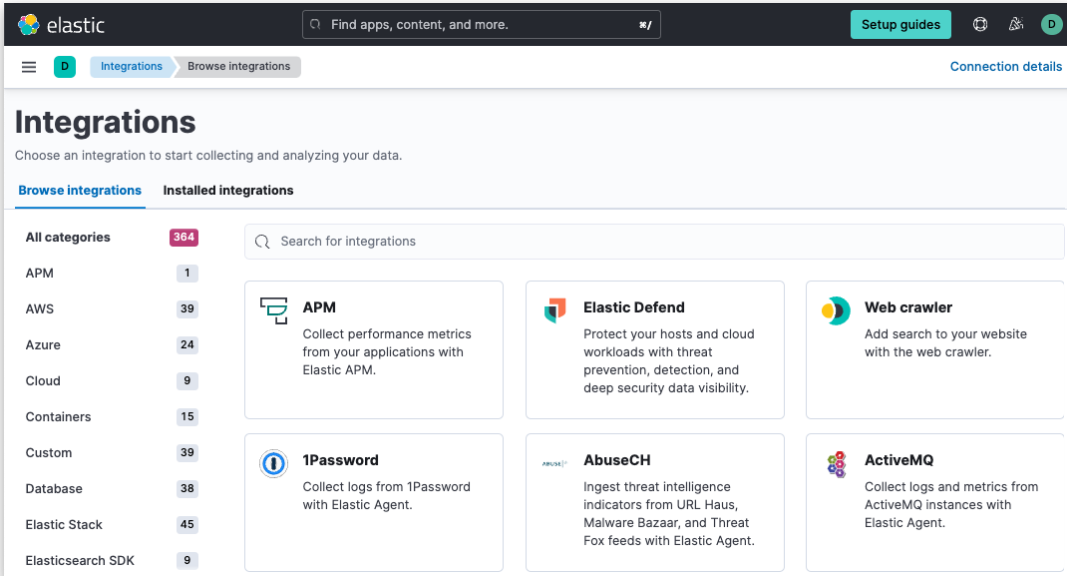 elastic
Find apps, content, and more.
⌘/
Setup guides
D
D
Integrations
Browse integrations
Connection details
Integrations
Choose an integration to start collecting and analyzing your data.
Browse integrations
Installed integrations
All categories 364
APM 1
AWS 39
Azure 24
Cloud 9
Containers 15
Custom 39
Database 38
Elastic Stack 45
Elasticsearch SDK 9
Search for integrations
APM
Collect performance metrics
from your applications with
Elastic APM.
Elastic Defend
Protect your hosts and cloud
workloads with threat
prevention, detection, and
deep security data visibility.
Web crawler
Add search to your website
with the web crawler.
1Password
Collect logs from 1Password
with Elastic Agent.
ABUSE
AbuseCH
Ingest threat intelligence
indicators from URL Haus,
Malware Bazaar, and Threat
Fox feeds with Elastic Agent.
ActiveMQ
Collect logs and metrics from
ActiveMQ instances with
Elastic Agent.